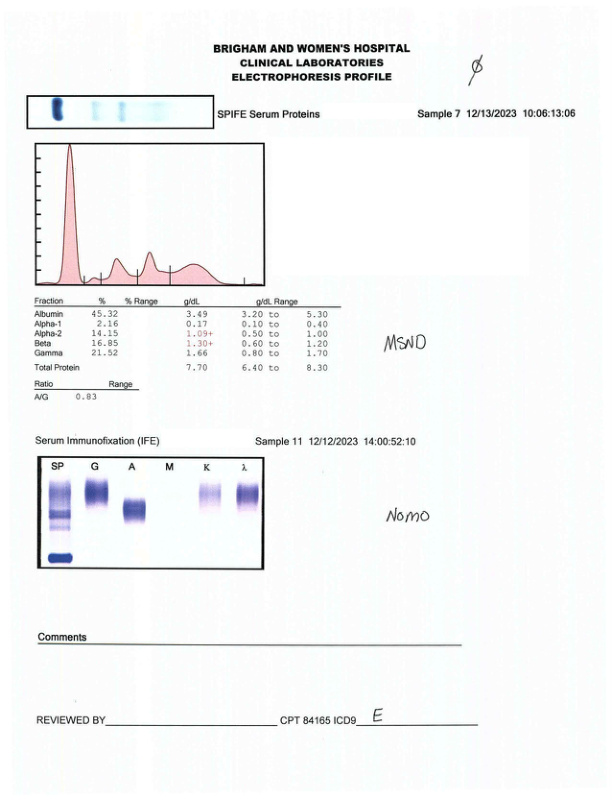 BRIGHAM AND WOMEN'S HOSPITAL
CLINICAL LABORATORIES
ELECTROPHORESIS PROFILE
ϕ
SPIFE Serum Proteins Sample 7 12/13/2023 10:06:13:06
Fraction % % Range g/dL g/dL Range
Albumin 45.32 3.49 3.20 to 5.30
Alpha-1 2.16 0.17 0.10 to 0.40
Alpha-2 14.15 1.09+ 0.50 to 1.00
Beta 16.85 1.30+ 0.60 to 1.20
Gamma 21.52 1.66 0.80 to 1.70
Total Protein 7.70 6.40 to 8.30
MSND
Ratio Range
A/G 0.83
Serum Immunofixation (IFE) Sample 11 12/12/2023 14:00:52:10
SP G A M K λ
NOMO
Comments
REVIEWED BY CPT 84165 ICD9 E